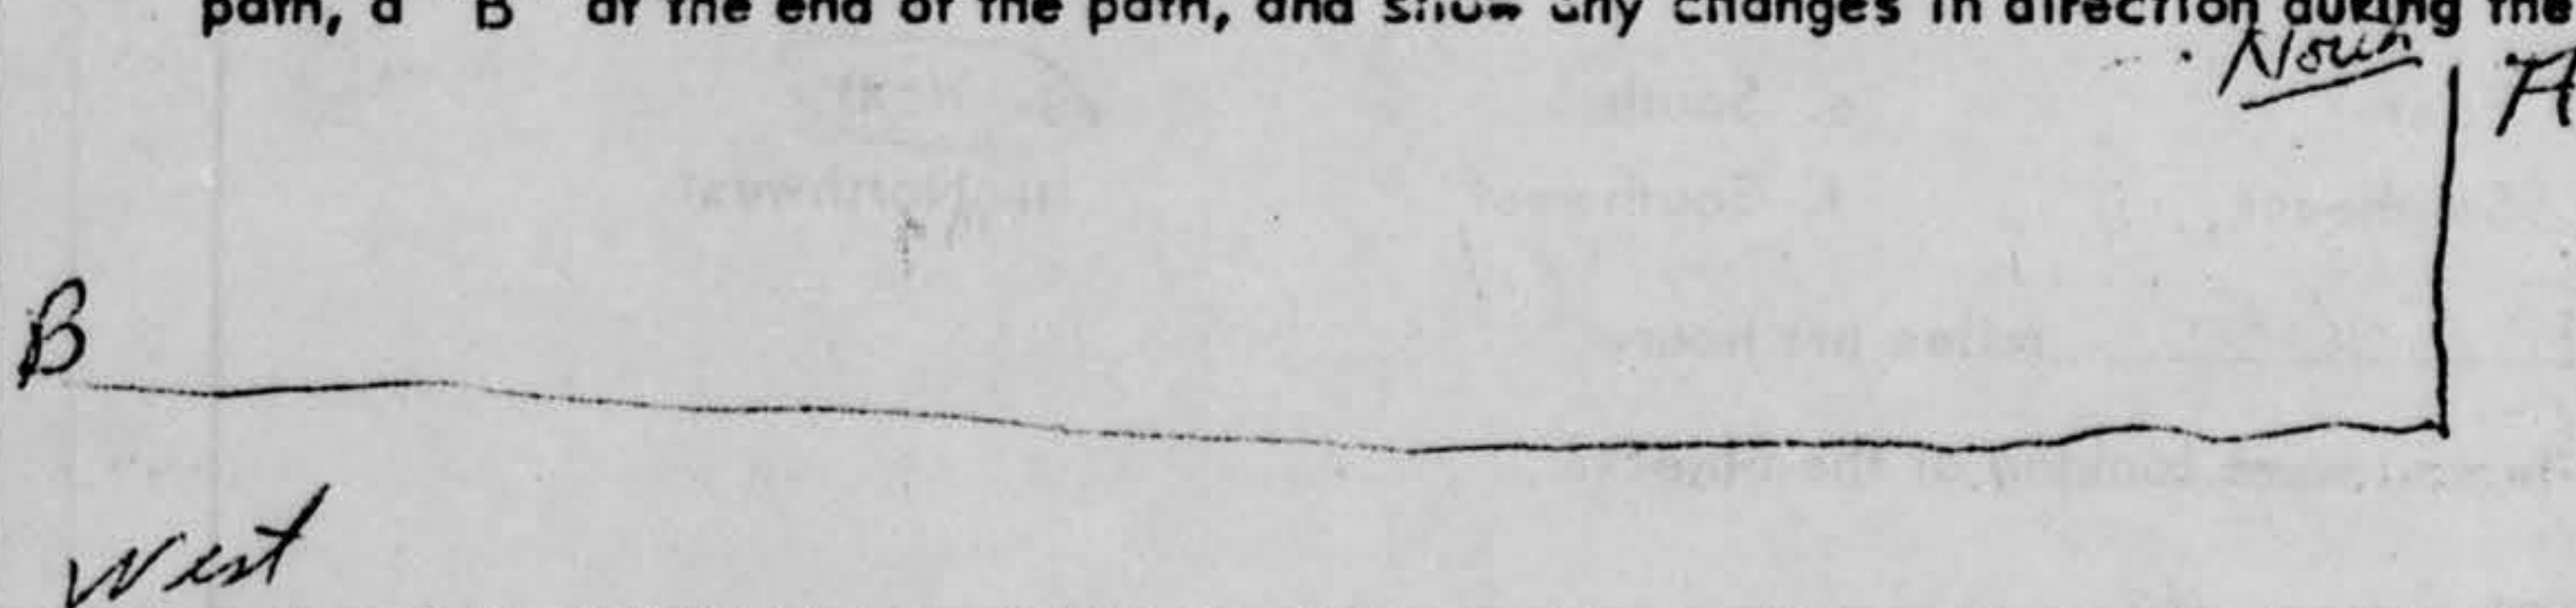 path, a "B" at the end of the path, and show any changes in direction during the
North
A
B
West